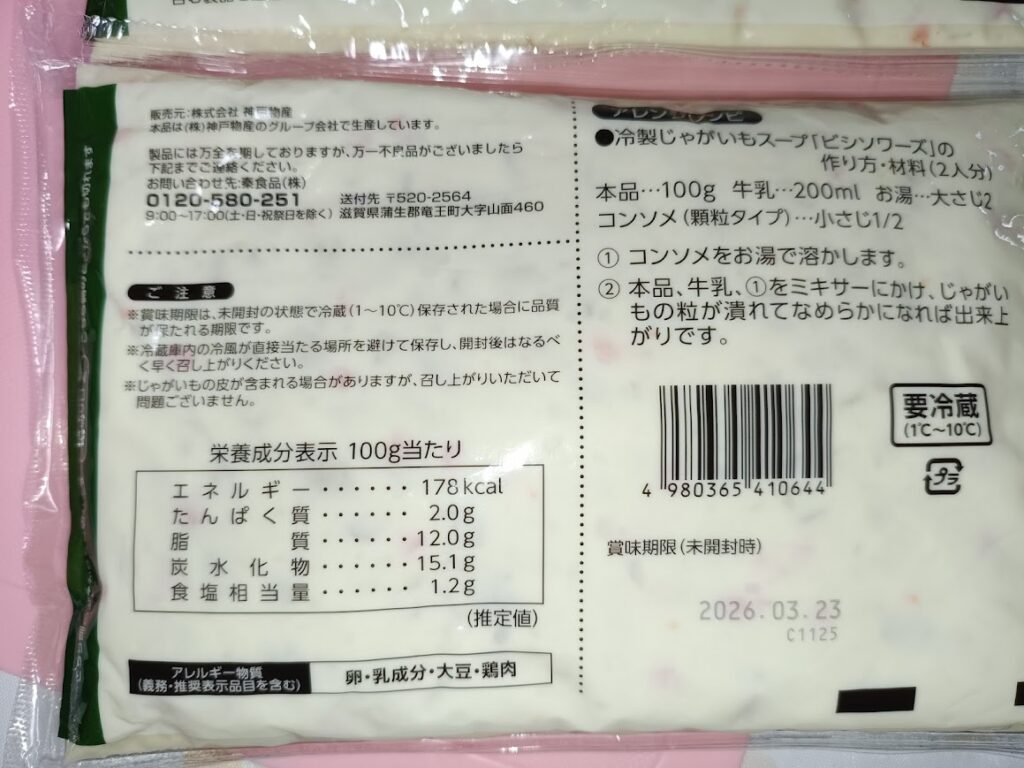 販売元:株式会社 神戸物産
本品は(株)神戸物産のグループ会社で生産しています。
製品には万全を期しておりますが、万一不良品がございましたら
下記までご連絡ください。
お問い合わせ先:秦食品(株)
0120-580-251 送付先 〒520-2564
9:00~17:00(土・日・祝祭日を除く) 滋賀県蒲生郡竜王町大字山面460
ご 注 意
※賞味期限は、未開封の状態で冷蔵(1~10℃)保存された場合に品質
が保たれる期限です。
※冷蔵庫内の冷風が直接当たる場所を避けて保存し、開封後はなるべ
く早く召し上がりください。
※じゃがいもの皮が含まれる場合がありますが、召し上がりいただいて
問題ございません。
栄養成分表示 100g当たり
エネルギー・・・・・・178kcal
たんぱく質・・・・・・2.0g
脂 質・・・・・・12.0g
炭水化物・・・・・・15.1g
食塩相当量・・・・・・1.2g
(推定値)
アレルギー物質
(義務・推奨表示品目を含む)
卵・乳成分・大豆・鶏肉
アレンジレシピ
●冷製じゃがいもスープ「ビシソワーズ」の
作り方・材料(2人分)
本品…100g 牛乳…200ml お湯…大さじ2
コンソメ(顆粒タイプ)…小さじ1/2
① コンソメをお湯で溶かします。
② 本品、牛乳、①をミキサーにかけ、じゃがい
もの粒が潰れてなめらかになれば出来上
がりです。
4 980365 410644
要冷蔵
(1℃~10℃)
プラ
賞味期限(未開封時)
2026.03.23
C1125